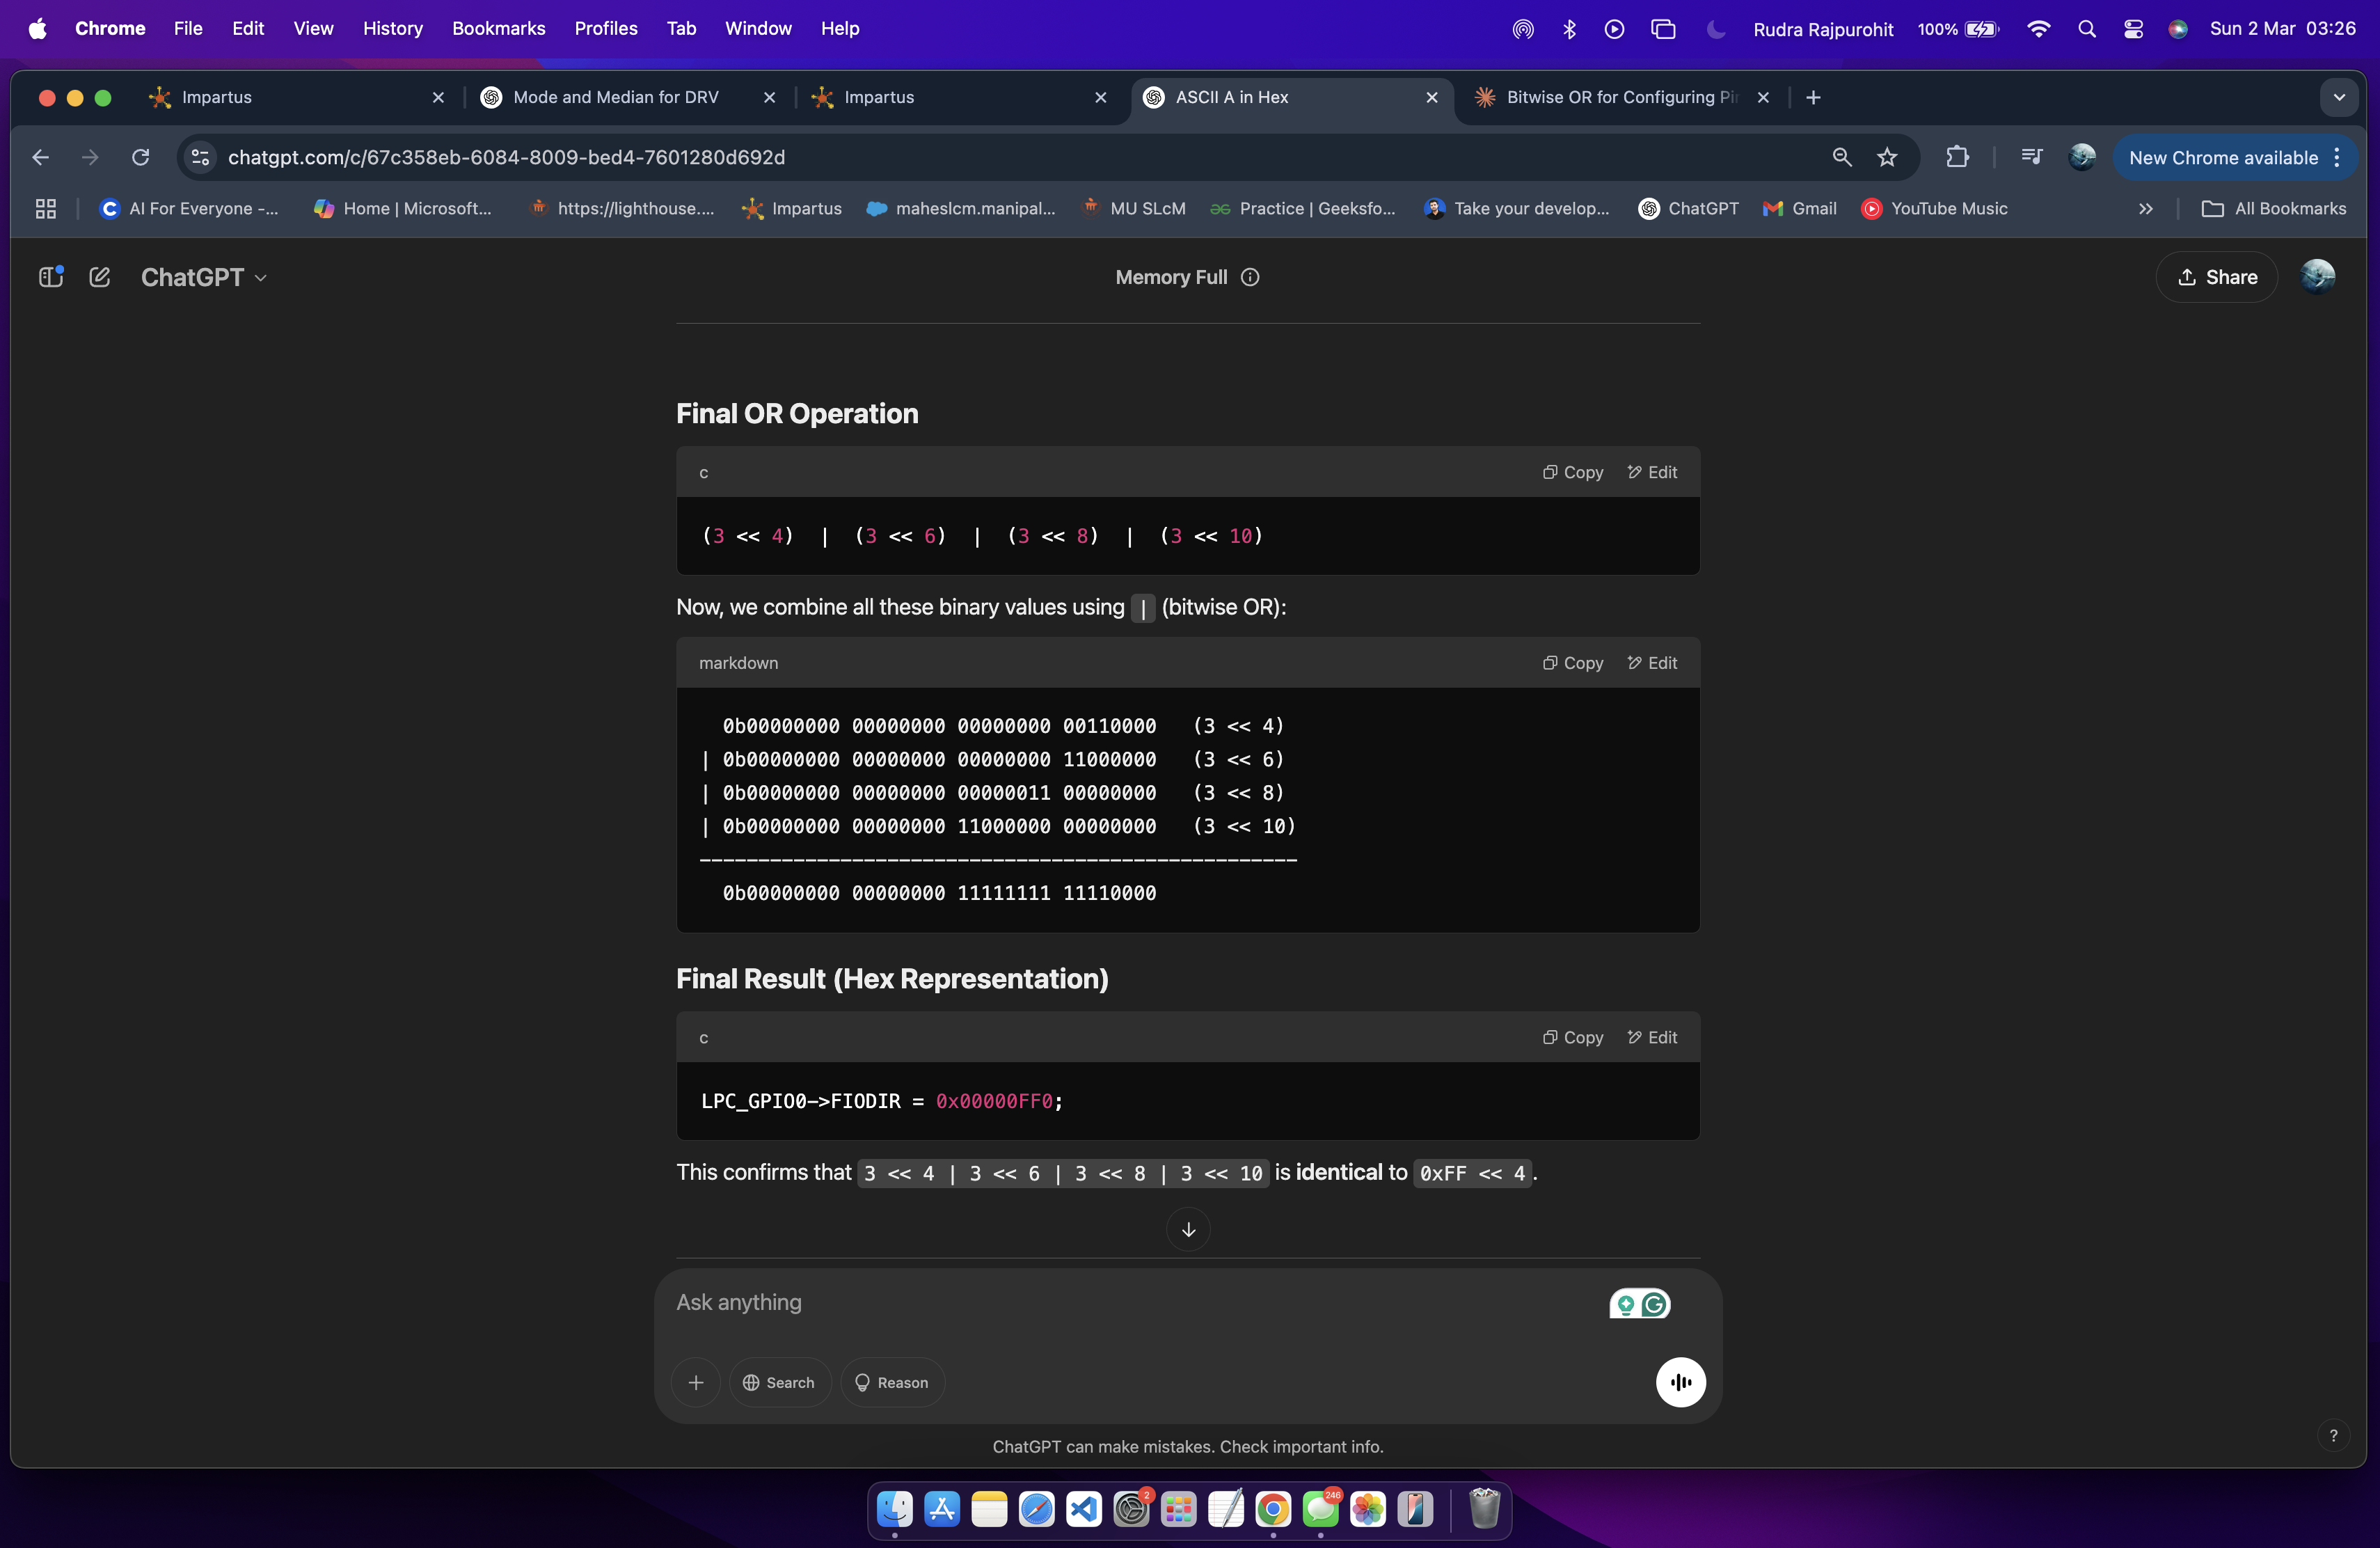 Chrome File Edit View History Bookmarks Profiles Tab Window Help Rudra Rajpurohit 100% Sun 2 Mar 03:26
Impartus Mode and Median for DRV Impartus ASCII A in Hex Bitwise OR for Configuring Pi
chatgpt.com/c/67c358eb-6084-8009-bed4-7601280d692d New Chrome available
AI For Everyone -... Home | Microsoft... https://lighthouse.... Impartus maheslcm.manipal... MU SLcM Practice | Geeksfo... Take your develop... ChatGPT Gmail YouTube Music All Bookmarks
ChatGPT Memory Full Share
Final OR Operation
c Copy Edit
(3 << 4) | (3 << 6) | (3 << 8) | (3 << 10)
Now, we combine all these binary values using | (bitwise OR):
markdown Copy Edit
0b00000000 00000000 00000000 00110000 (3 << 4)
| 0b00000000 00000000 00000000 11000000 (3 << 6)
| 0b00000000 00000000 00000011 00000000 (3 << 8)
| 0b00000000 00000000 11000000 00000000 (3 << 10)
---------------------------------------------------
0b00000000 00000000 11111111 11110000
Final Result (Hex Representation)
c Copy Edit
LPC_GPIO0->FIODIR = 0x00000FF0;
This confirms that 3 << 4 | 3 << 6 | 3 << 8 | 3 << 10 is identical to 0xFF << 4.
Ask anything
Search Reason
ChatGPT can make mistakes. Check important info.
?
2 246